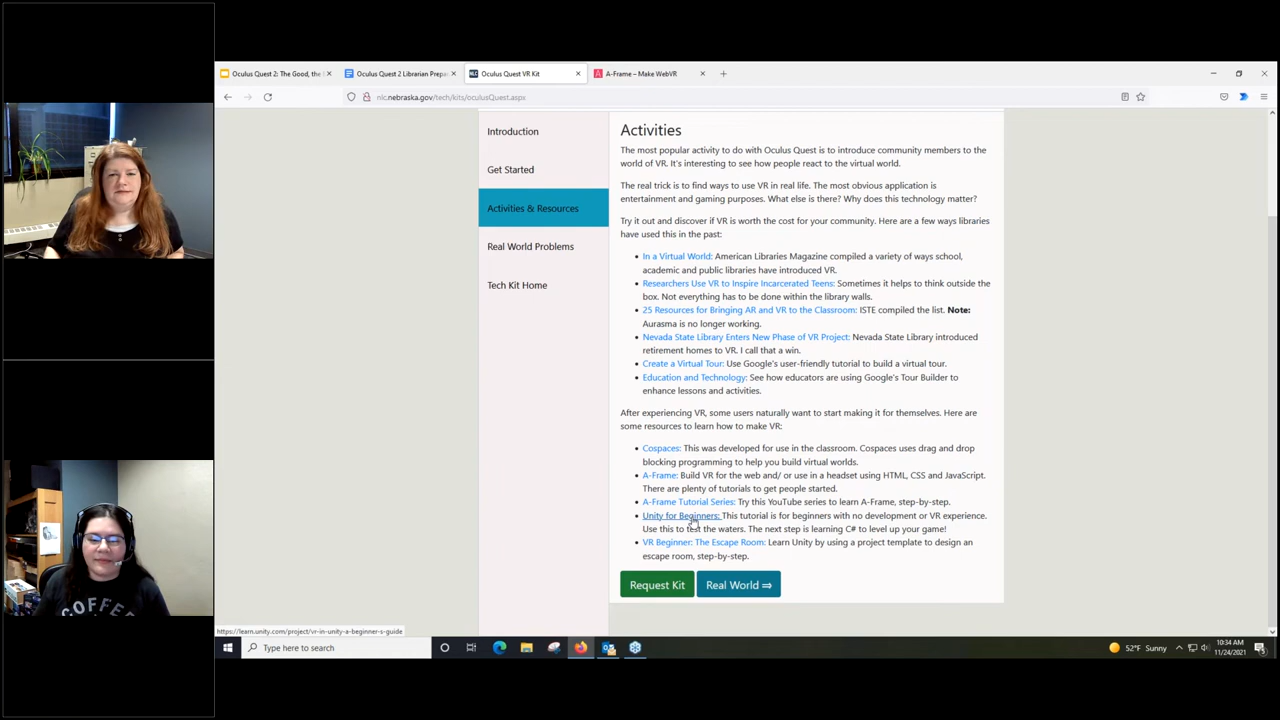 Oculus Quest 2: The Good, the
Oculus Quest 2 Librarian Prepa
NLC Oculus Quest VR Kit
A-Frame – Make WebVR
nlc.nebraska.gov/tech/kits/oculusQuest.aspx
Introduction
Get Started
Activities & Resources
Real World Problems
Tech Kit Home
Activities
The most popular activity to do with Oculus Quest is to introduce community members to the
world of VR. It's interesting to see how people react to the virtual world.
The real trick is to find ways to use VR in real life. The most obvious application is
entertainment and gaming purposes. What else is there? Why does this technology matter?
Try it out and discover if VR is worth the cost for your community. Here are a few ways libraries
have used this in the past:
In a Virtual World: American Libraries Magazine compiled a variety of ways school,
academic and public libraries have introduced VR.
Researchers Use VR to Inspire Incarcerated Teens: Sometimes it helps to think outside the
box. Not everything has to be done within the library walls.
25 Resources for Bringing AR and VR to the Classroom: ISTE compiled the list. Note:
Aurasma is no longer working.
Nevada State Library Enters New Phase of VR Project: Nevada State Library introduced
retirement homes to VR. I call that a win.
Create a Virtual Tour: Use Google's user-friendly tutorial to build a virtual tour.
Education and Technology: See how educators are using Google's Tour Builder to
enhance lessons and activities.
After experiencing VR, some users naturally want to start making it for themselves. Here are
some resources to learn how to make VR:
Cospaces: This was developed for use in the classroom. Cospaces uses drag and drop
blocking programming to help you build virtual worlds.
A-Frame: Build VR for the web and/ or use in a headset using HTML, CSS and JavaScript.
There are plenty of tutorials to get people started.
A-Frame Tutorial Series: Try this YouTube series to learn A-Frame, step-by-step.
Unity for Beginners: This tutorial is for beginners with no development or VR experience.
Use this to test the waters. The next step is learning C# to level up your game!
VR Beginner: The Escape Room: Learn Unity by using a project template to design an
escape room, step-by-step.
Request Kit
Real World ⇒
https://learn.unity.com/project/vr-in-unity-a-beginner-s-guide
Type here to search
52°F Sunny
10:34 AM
11/24/2021
COFFEE